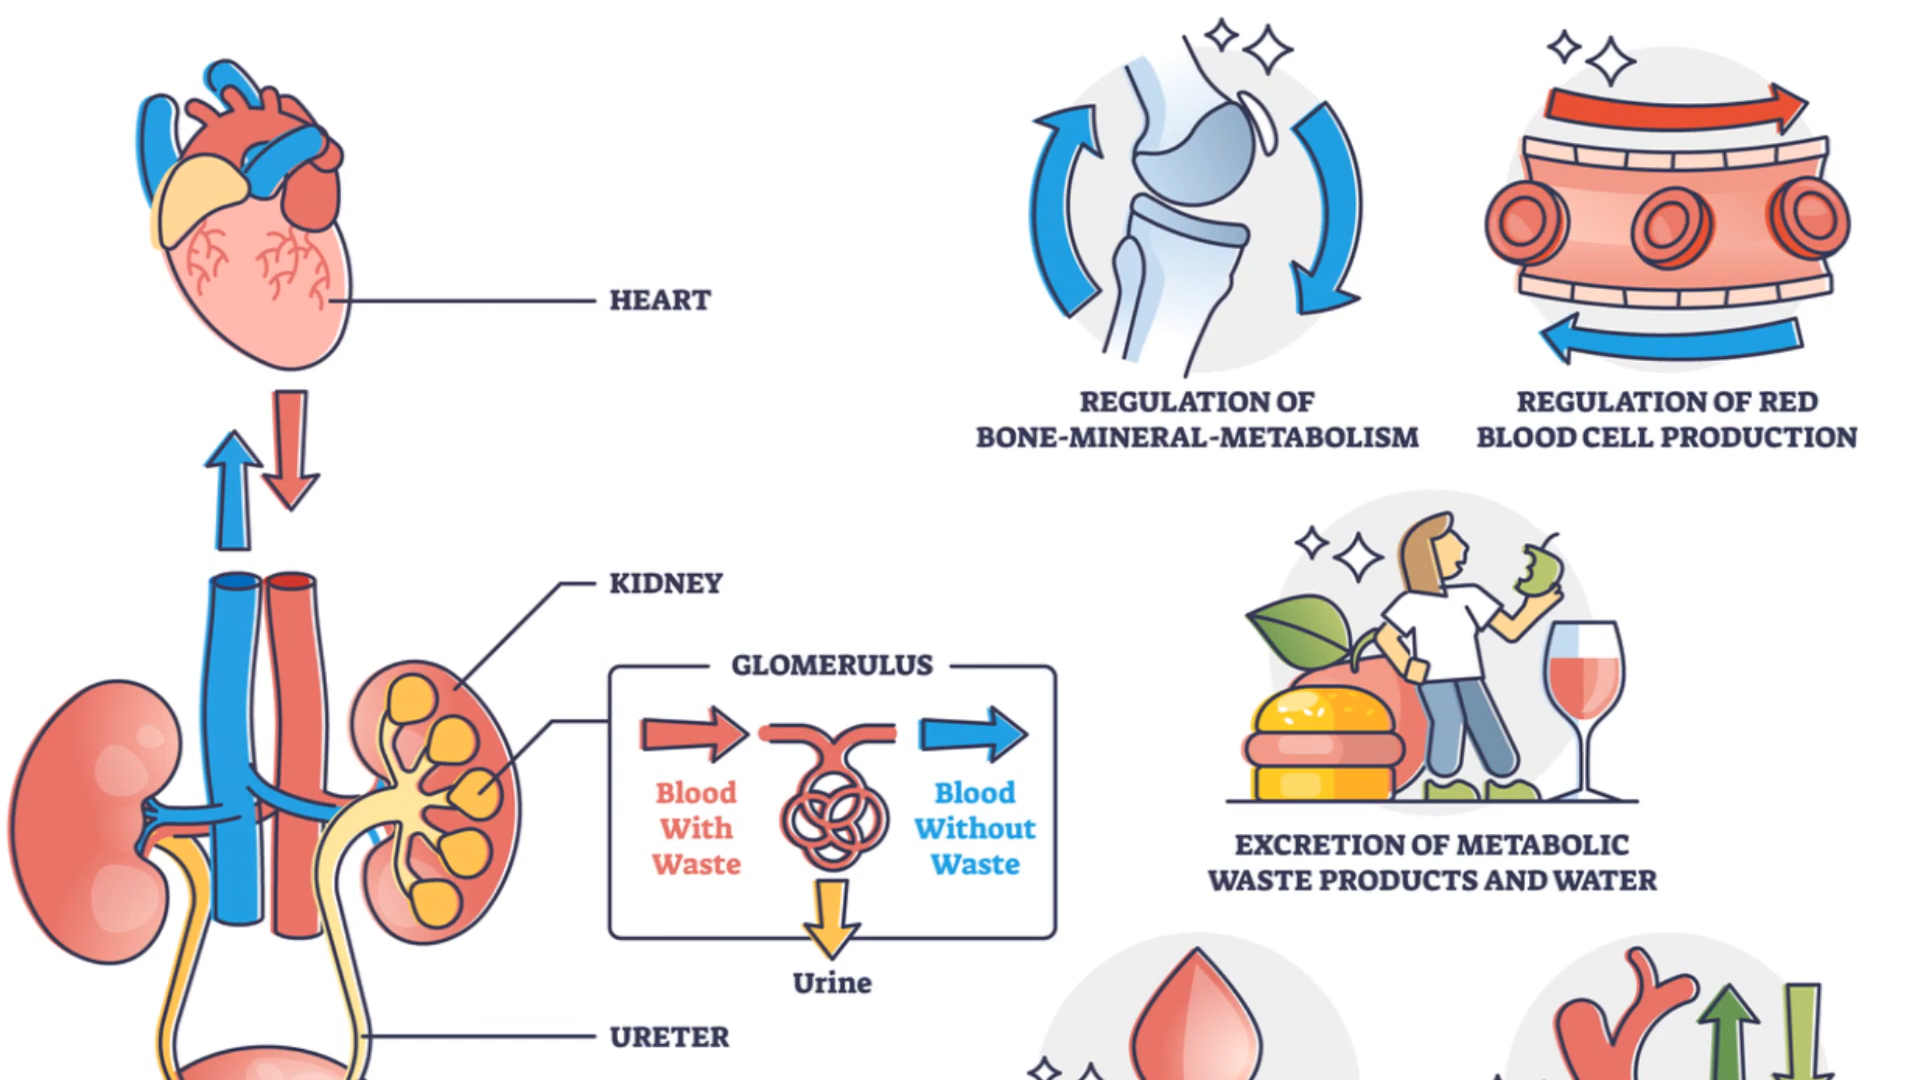 HEART
KIDNEY
GLOMERULUS
Blood
With
Waste
Blood
Without
Waste
Urine
URETER
REGULATION OF
BONE-MINERAL-METABOLISM
REGULATION OF RED
BLOOD CELL PRODUCTION
EXCRETION OF METABOLIC
WASTE PRODUCTS AND WATER